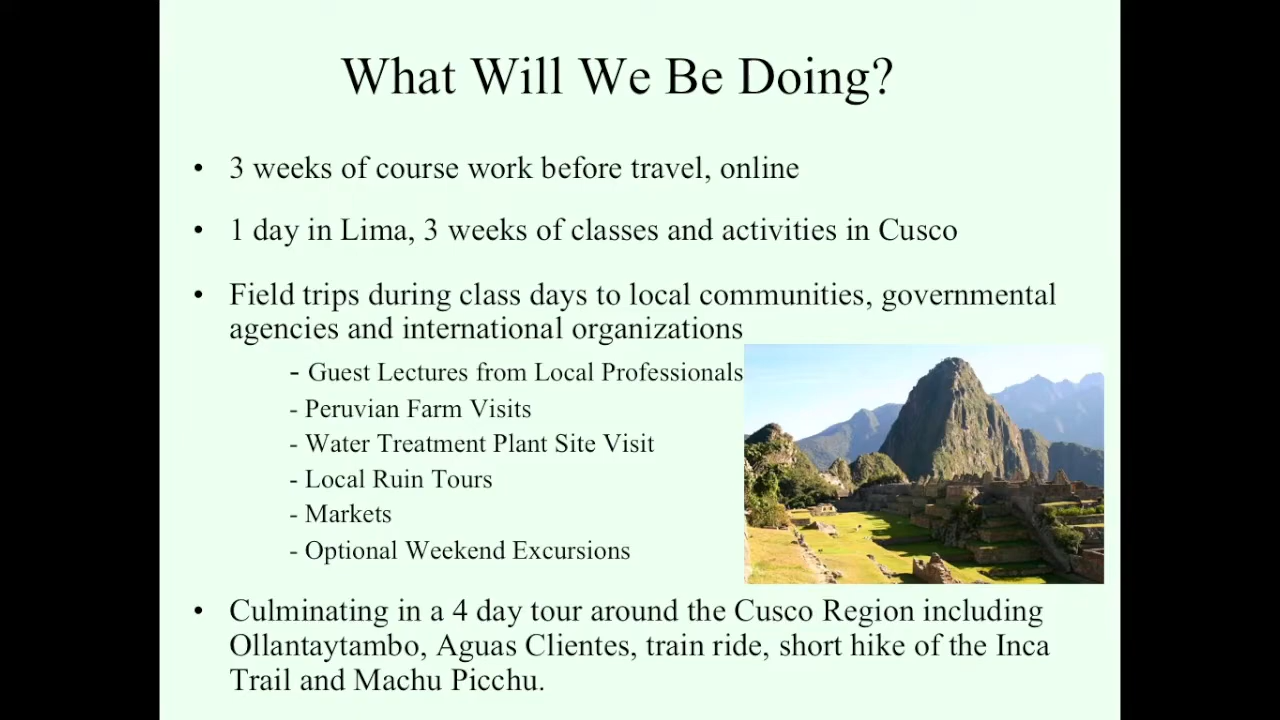 What Will We Be Doing?
• 3 weeks of course work before travel, online
• 1 day in Lima, 3 weeks of classes and activities in Cusco
• Field trips during class days to local communities, governmental
agencies and international organizations
- Guest Lectures from Local Professionals
- Peruvian Farm Visits
- Water Treatment Plant Site Visit
- Local Ruin Tours
- Markets
- Optional Weekend Excursions
• Culminating in a 4 day tour around the Cusco Region including
Ollantaytambo, Aguas Clientes, train ride, short hike of the Inca
Trail and Machu Picchu.